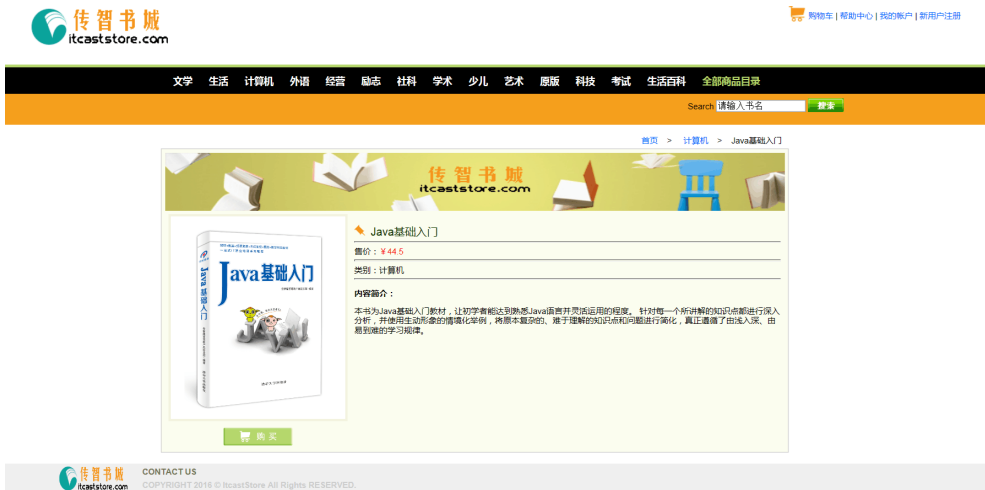 传智书城
itcaststore.com
购物车 | 帮助中心 | 我的帐户 | 新用户注册
文学 生活 计算机 外语 经营 励志 社科 学术 少儿 艺术 原版 科技 考试 生活百科 全部商品目录
Search 请输入书名 搜索
首页 > 计算机 > Java基础入门
传智书城
itcaststore.com
Java基础入门
Java基础入门
Java基础入门
售价：￥44.5
类别：计算机
内容简介：
本书为Java基础入门教材，让初学者能达到熟悉Java语言并灵活运用的程度。 针对每一个所讲解的知识点都进行深入
分析，并使用生动形象的情境化举例，将原本复杂的、难于理解的知识点和问题进行简化，真正遵循了由浅入深、由
易到难的学习规律。
购买
传智书城
itcaststore.com
CONTACT US
COPYRIGHT 2016 © ItcastStore All Rights RESERVED.